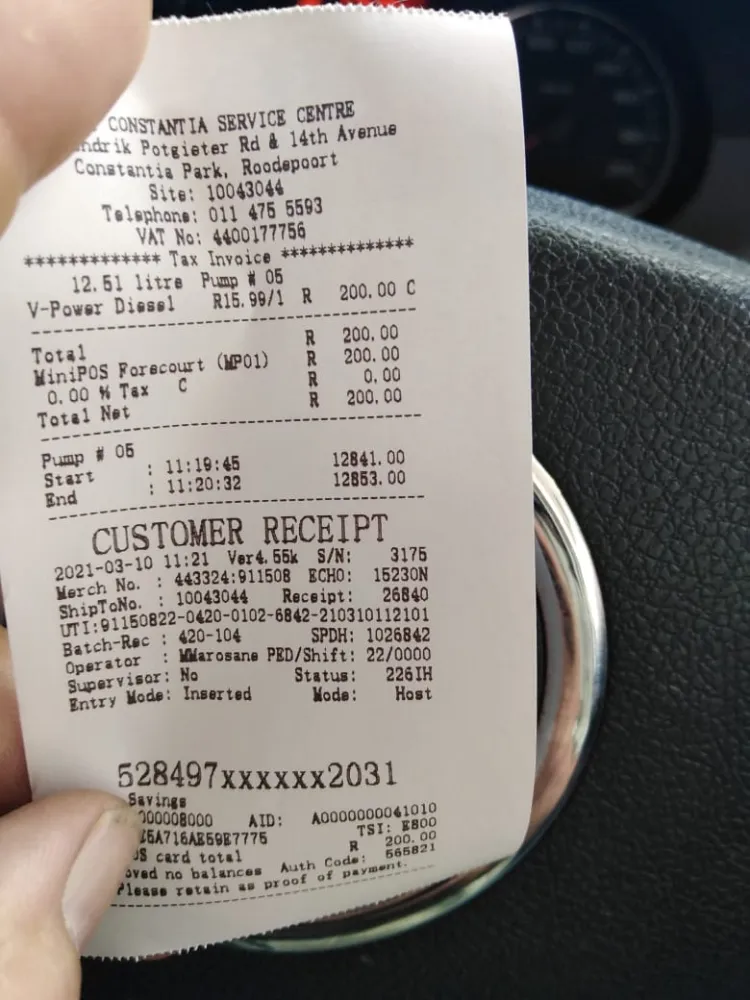 CONSTANTIA SERVICE CENTRE
ndrik Potgieter Rd & 14th Avenue
Constantia Park, Roodepoort
Site: 10043044
Telephone: 011 475 5593
VAT No: 4400177756
************* Tax Invoice *************
12.51 litre Pump # 05
V-Power Diesel R15.99/l R 200.00 C
Total R 200.00
MiniPOS Forecourt (MP01) R 200.00
0.00 % Tax C R 0.00
Total Net R 200.00
Pump # 05
Start : 11:19:45 12841.00
End : 11:20:32 12853.00
CUSTOMER RECEIPT
2021-03-10 11:21 Ver4.55k S/N: 3175
Merch No. : 443324:911508 ECHO: 15230N
ShipToNo. : 10043044 Receipt: 26840
UTI:91150822-0420-0102-6842-210310112101
Batch-Rec : 420-104 SPDH: 1026842
Operator : MMarosane PED/Shift: 22/0000
Supervisor: No Status: 226IH
Entry Mode: Inserted Mode: Host
528497xxxxxx2031
Savings
000008000 AID: A0000000041010
E5A716AE59E7775 TSI: E800
OS card total R 200.00
oved no balances Auth Code: 565821
Please retain as proof of payment.